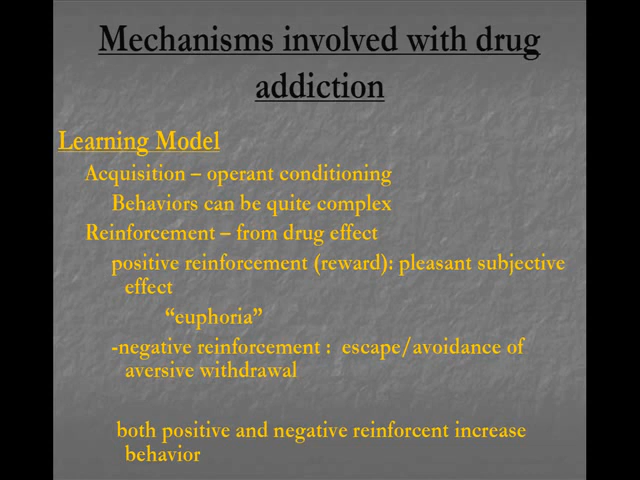 Mechanisms involved with drug
addiction
Learning Model
Acquisition – operant conditioning
Behaviors can be quite complex
Reinforcement – from drug effect
positive reinforcement (reward): pleasant subjective
effect
“euphoria”
-negative reinforcement : escape/avoidance of
aversive withdrawal
both positive and negative reinforcent increase
behavior